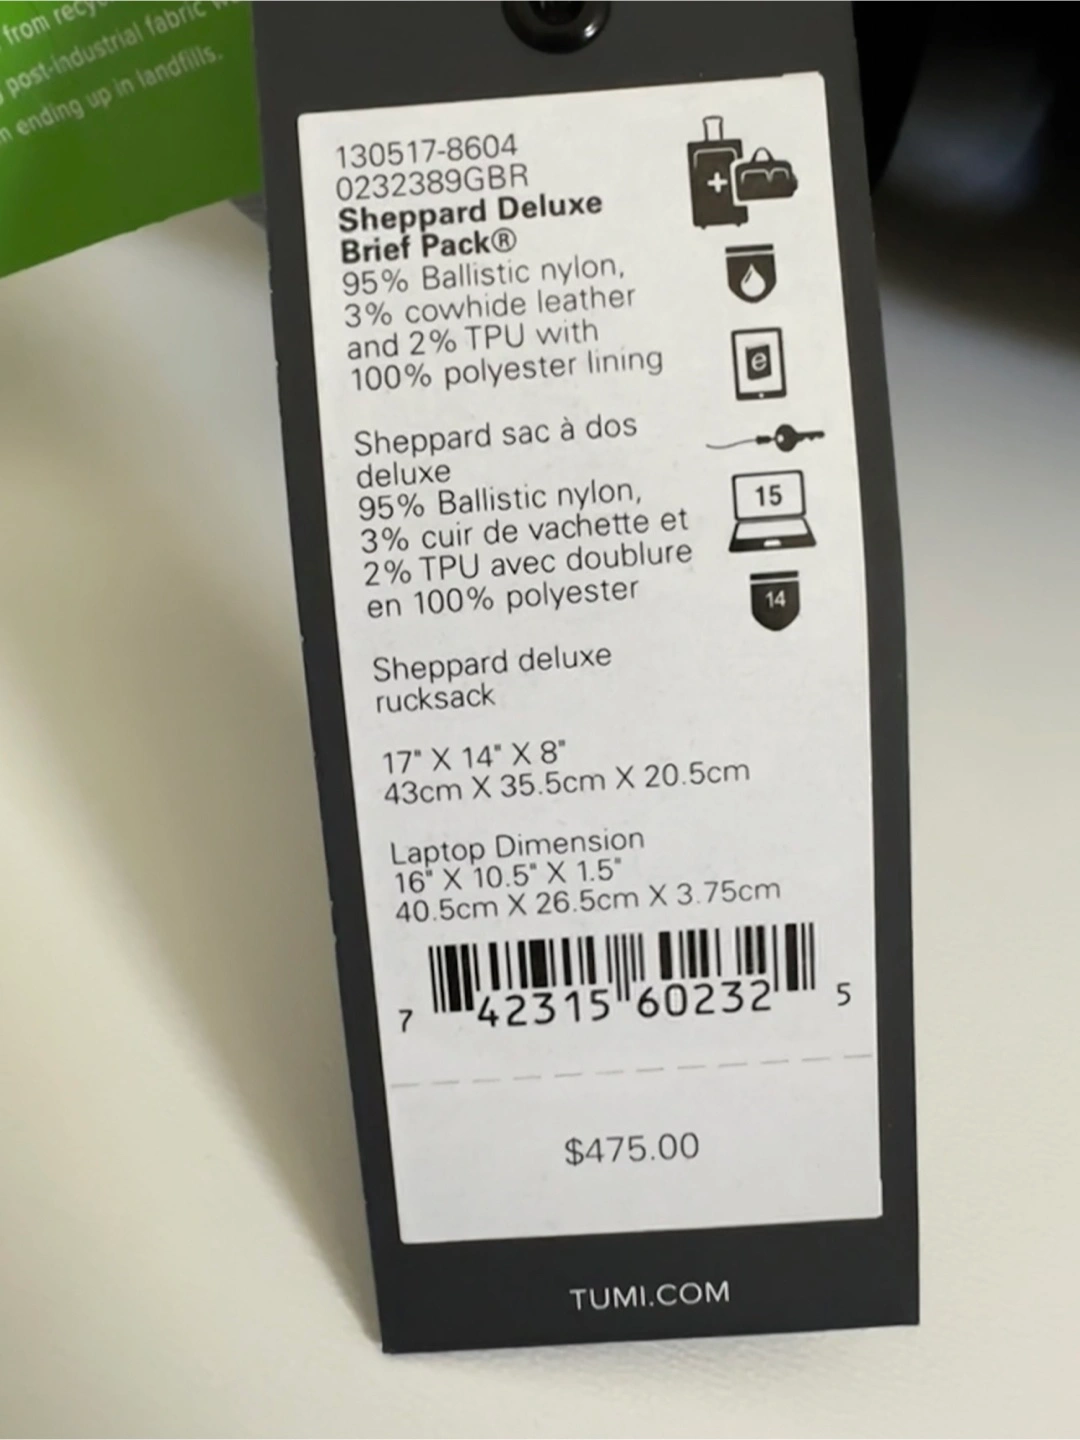 from
post-industrial fabric
ending up in landfills.
130517-8604
0232389GBR
Sheppard Deluxe
Brief Pack®
95% Ballistic nylon,
3% cowhide leather
and 2% TPU with
100% polyester lining
e
Sheppard sac à dos
deluxe
95% Ballistic nylon,
3% cuir de vachette et
2% TPU avec doublure
en 100% polyester
15
14
Sheppard deluxe
rucksack
17" X 14" X 8"
43cm X 35.5cm X 20.5cm
Laptop Dimension
16" X 10.5" X 1.5"
40.5cm X 26.5cm X 3.75cm
7 42315 60232 5
$475.00
TUMI.COM